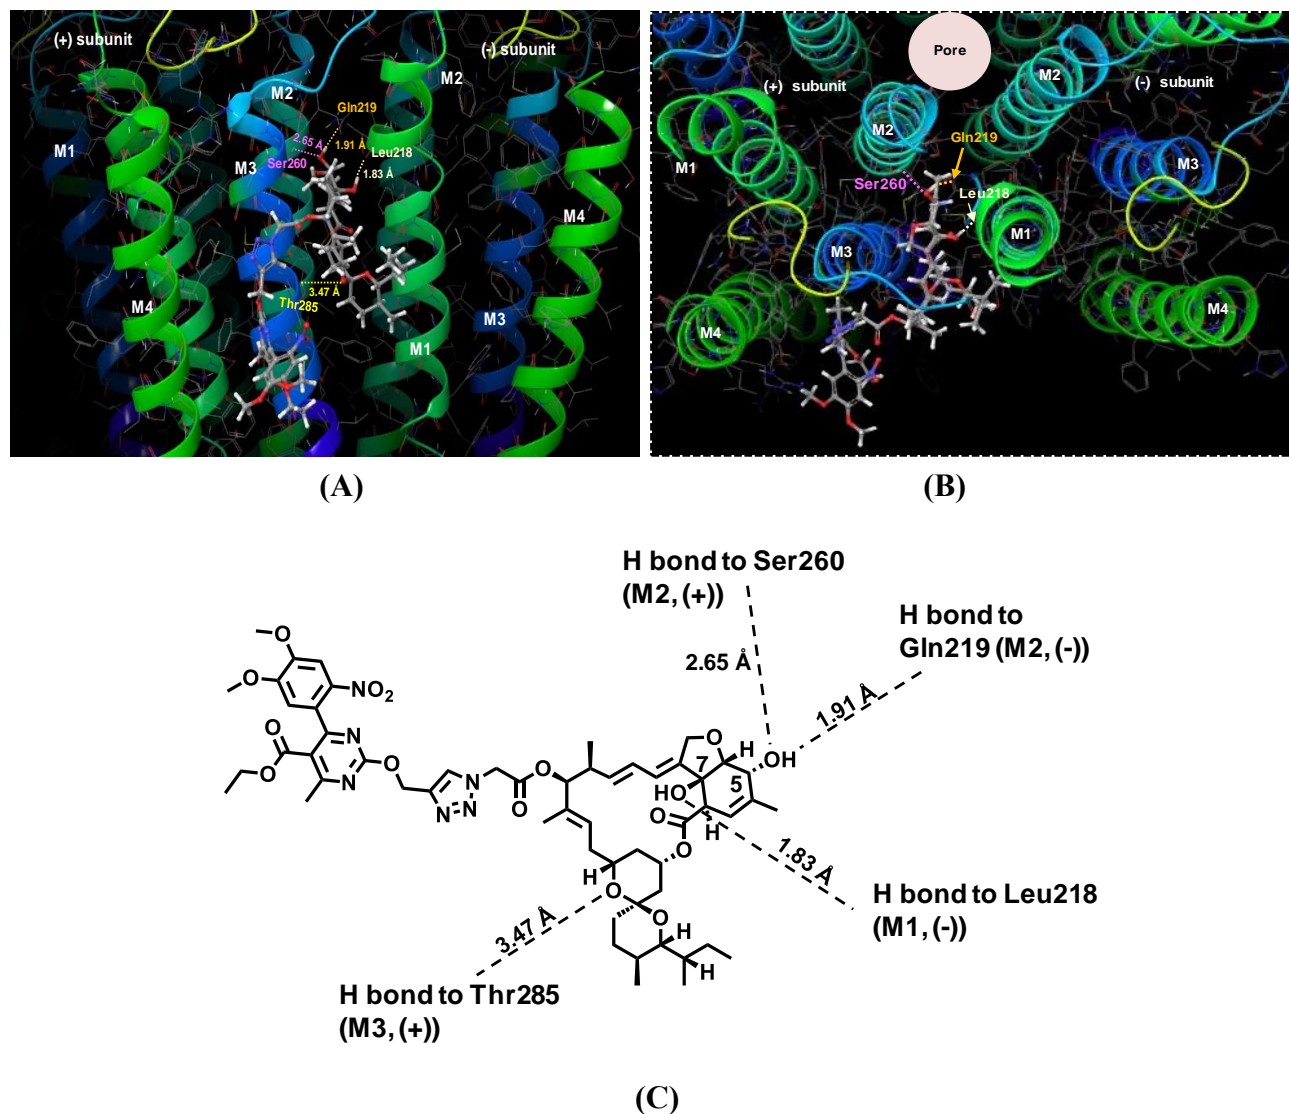 (+) subunit
(-) subunit
M2
M2
Gln219
2.65 Å
1.91 Å
Leu218
Ser260
1.83 Å
M1
M3
M4
3.47 Å
Thr285
M4
M3
M1
(A)
Pore
(+) subunit
M2
(-) subunit
M2
Gln219
M1
M3
Ser260
Leu218
M3
M1
M4
M4
(B)
H bond to Ser260
(M2, (+))
H bond to
Gln219 (M2, (-))
2.65 Å
1.91 Å
O
O
NO2
O
O
N
N
O
N
N
N
O
O
O
H
OH
7
5
HO
O
H
O
H
O
O
H
H
1.83 Å
3.47 Å
H bond to Leu218
(M1, (-))
H bond to Thr285
(M3, (+))
(C)